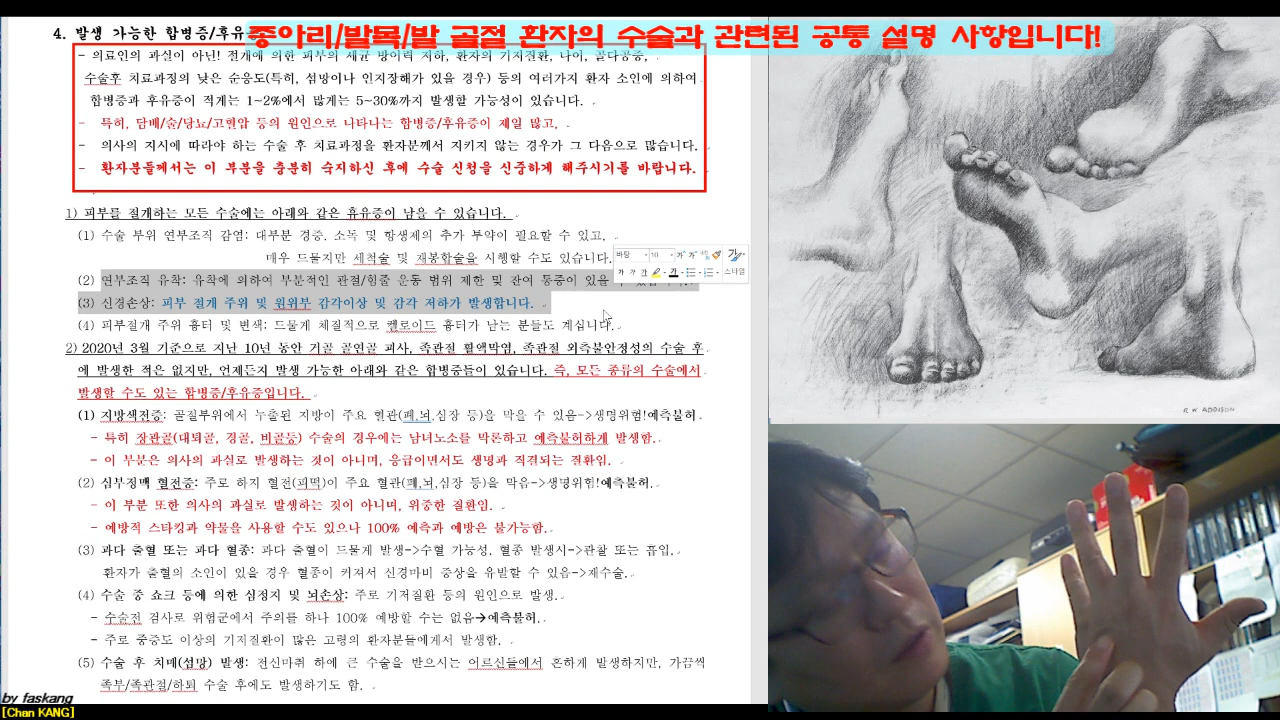 종아리/발목/발 골절 환자의 수술과 관련된 공통 설명 사항입니다!
4. 발생 가능한 합병증/후유
- 의료인의 과실이 아닌! 절개에 의한 피부의 세균 방어력 저하, 환자의 기저질환, 나이, 골다공증,
수술후 치료과정의 낮은 순응도(특히, 섬망이나 인지장해가 있을 경우) 등의 여러가지 환자 소인에 의하여
합병증과 후유증이 적게는 1~2%에서 많게는 5~30%까지 발생할 가능성이 있습니다.
- 특히, 담배/술/당뇨/고혈압 등의 원인으로 나타나는 합병증/후유증이 제일 많고,
- 의사의 지시에 따라야 하는 수술 후 치료과정을 환자분께서 지키지 않는 경우가 그 다음으로 많습니다.
- 환자분들께서는 이 부분을 충분히 숙지하신 후에 수술 신청을 신중하게 해주시기를 바랍니다.
1) 피부를 절개하는 모든 수술에는 아래와 같은 휴유증이 남을 수 있습니다.
(1) 수술 부위 연부조직 감염: 대부분 경증. 소독 및 항생제의 추가 투약이 필요할 수 있고,
매우 드물지만 세척술 및 재봉합술을 시행할 수도 있습니다.
바탕 10
가 가 가 가 스타일
(2) 연부조직 유착: 유착에 의하여 부분적인 관절/힘줄 운동 범위 제한 및 잔여 통증이 있을 수 있습니다.
(3) 신경손상: 피부 절개 주위 및 원위부 감각이상 및 감각 저하가 발생합니다.
(4) 피부절개 주위 흉터 및 변색: 드물게 체질적으로 켈로이드 흉터가 남는 분들도 계십니다.
2) 2020년 3월 기준으로 지난 10년 동안 거골 골연골 괴사, 족관절 활액막염, 족관절 외측불안정성의 수술 후
에 발생한 적은 없지만, 언제든지 발생 가능한 아래와 같은 합병증들이 있습니다. 즉, 모든 종류의 수술에서
발생할 수도 있는 합병증/후유증입니다.
(1) 지방색전증: 골절부위에서 누출된 지방이 주요 혈관(폐,뇌,심장 등)을 막을 수 있음->생명위험!예측불허.
- 특히 장관골(대퇴골, 경골, 비골등) 수술의 경우에는 남녀노소를 막론하고 예측불허하게 발생함.
- 이 부분은 의사의 과실로 발생하는 것이 아니며, 응급이면서도 생명과 직결되는 질환임.
(2) 심부정맥 혈전증: 주로 하지 혈전(피떡)이 주요 혈관(폐,뇌,심장 등)을 막음->생명위험!예측불허.
- 이 부분 또한 의사의 과실로 발생하는 것이 아니며, 위중한 질환임.
- 예방적 스타킹과 약물을 사용할 수도 있으나 100% 예측과 예방은 불가능함.
(3) 과다 출혈 또는 과다 혈종: 과다 출혈이 드물게 발생->수혈 가능성, 혈종 발생시->관찰 또는 흡입.
환자가 출혈의 소인이 있을 경우 혈종이 커져서 신경마비 증상을 유발할 수 있음->재수술.
(4) 수술 중 쇼크 등에 의한 심정지 및 뇌손상: 주로 기저질환 등의 원인으로 발생.
- 수술전 검사로 위험군에서 주의를 하나 100% 예방할 수는 없음→예측불허.
- 주로 중증도 이상의 기저질환이 많은 고령의 환자분들에게서 발생함.
(5) 수술 후 치매(섬망) 발생: 전신마취 하에 큰 수술을 받으시는 어르신들에서 흔하게 발생하지만, 가끔씩
족부/족관절/하퇴 수술 후에도 발생하기도 함.
R W ADDISON
by faskang
[Chan KANG]